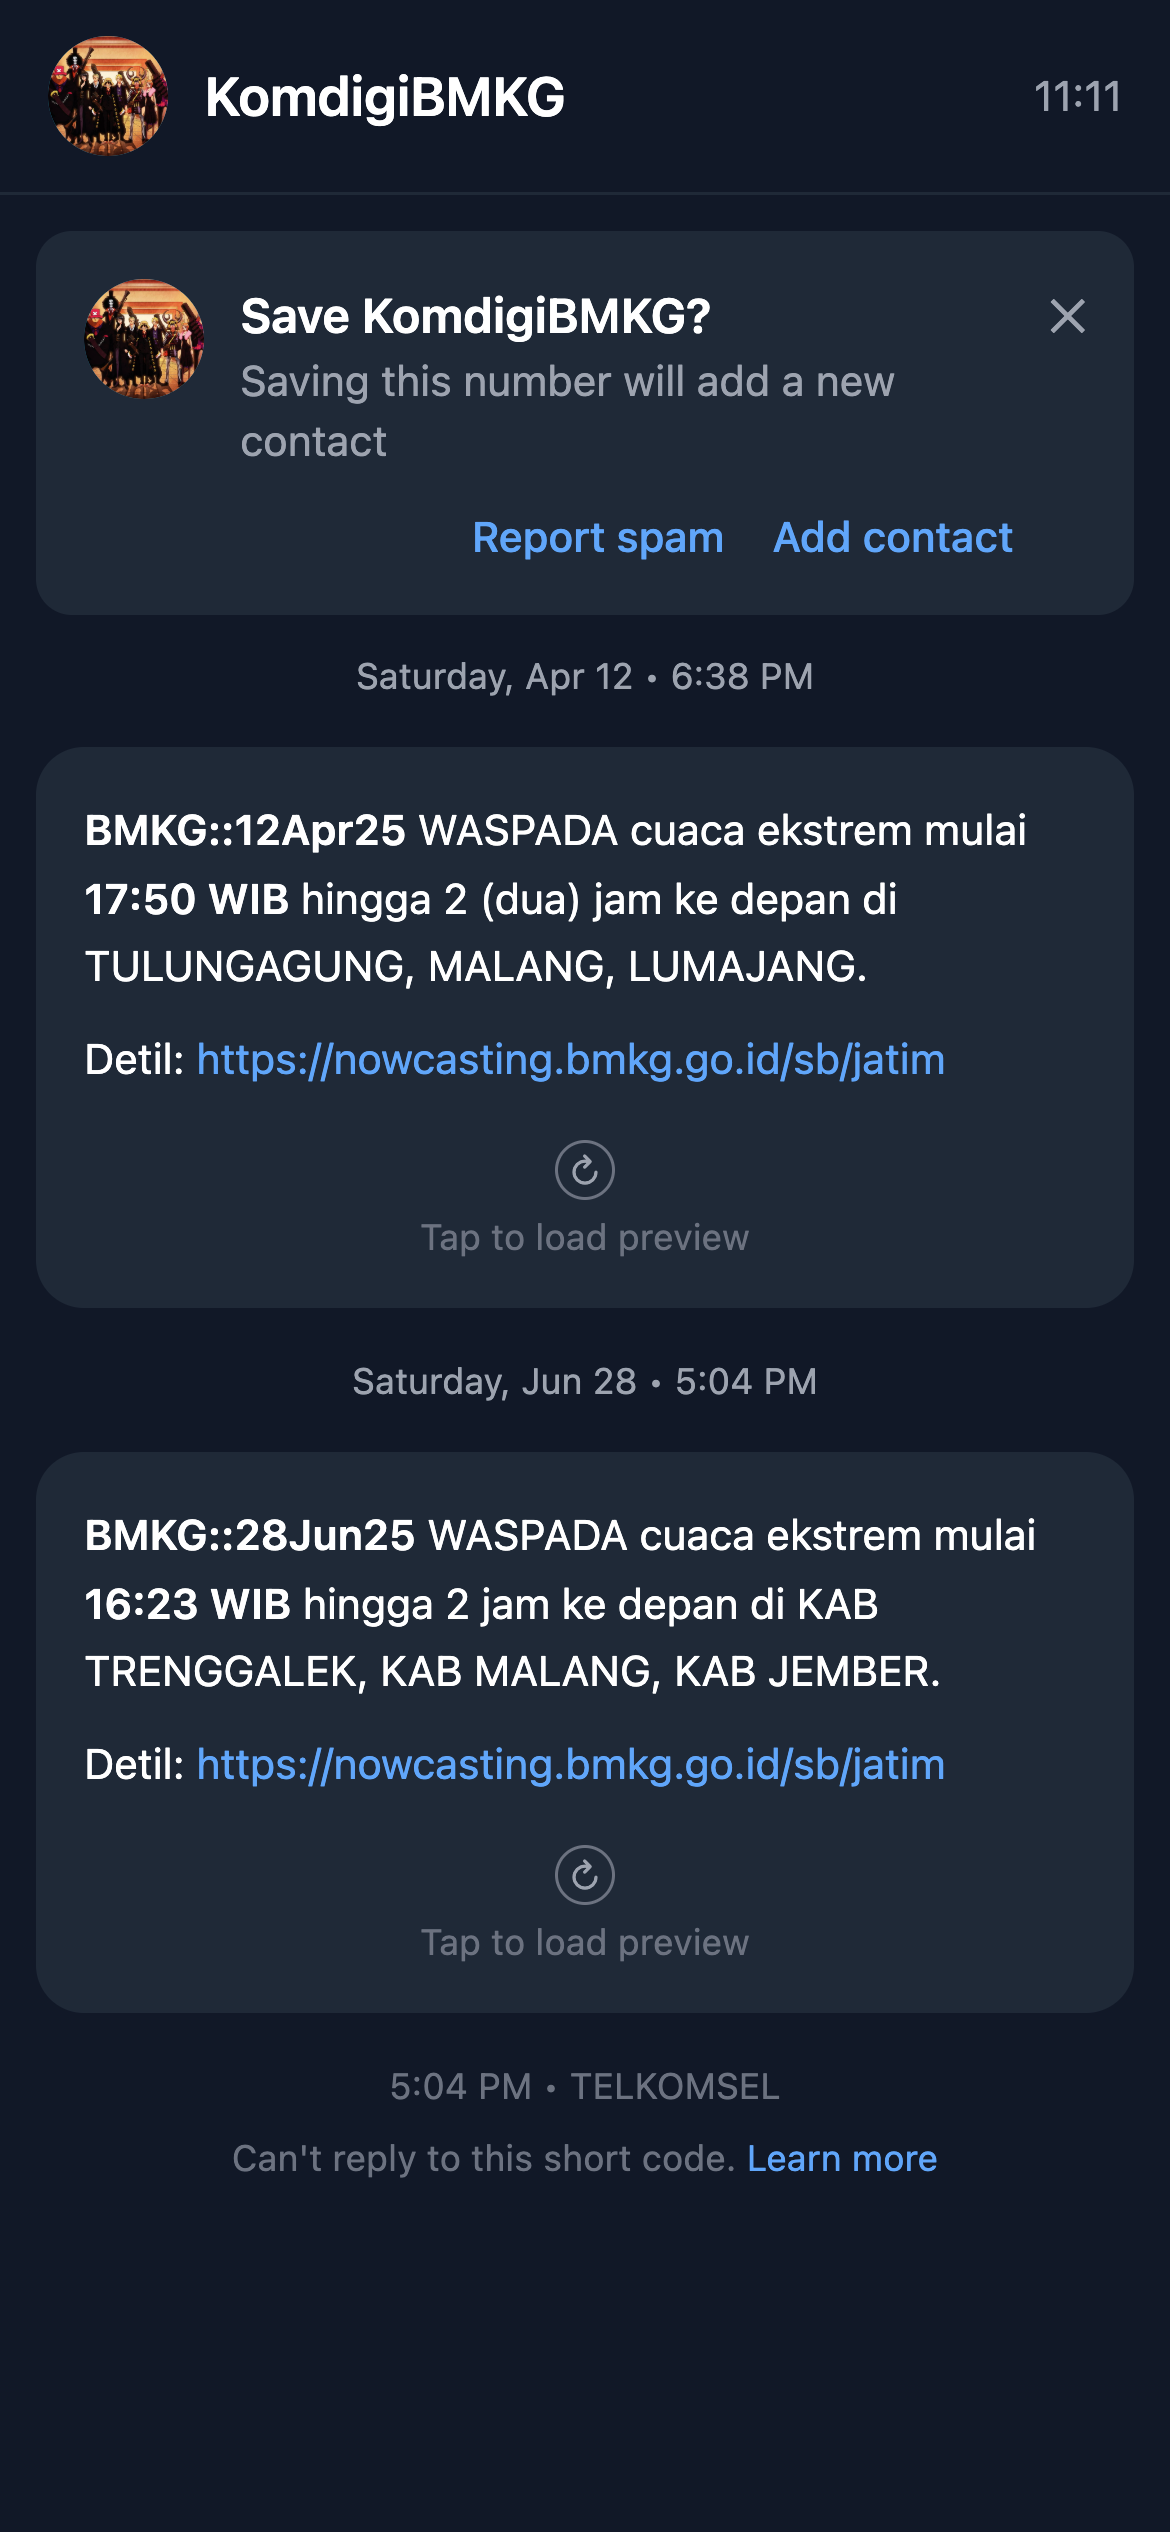 KomdigiBMKG
11:11
Save KomdigiBMKG?
Saving this number will add a new
contact
Report spam
Add contact
Saturday, Apr 12 • 6:38 PM
BMKG::12Apr25 WASPADA cuaca ekstrem mulai
17:50 WIB hingga 2 (dua) jam ke depan di
TULUNGAGUNG, MALANG, LUMAJANG.
Detil: https://nowcasting.bmkg.go.id/sb/jatim
Tap to load preview
Saturday, Jun 28 • 5:04 PM
BMKG::28Jun25 WASPADA cuaca ekstrem mulai
16:23 WIB hingga 2 jam ke depan di KAB
TRENGGALEK, KAB MALANG, KAB JEMBER.
Detil: https://nowcasting.bmkg.go.id/sb/jatim
Tap to load preview
5:04 PM • TELKOMSEL
Can't reply to this short code. Learn more